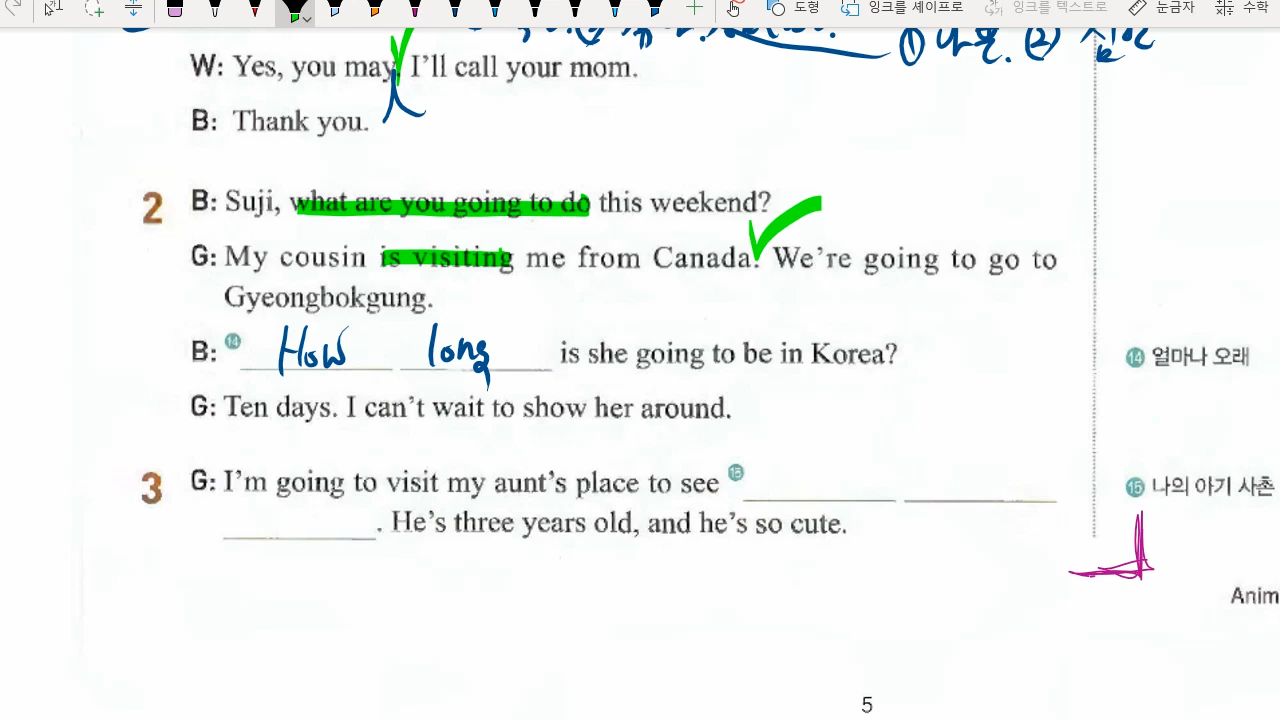 도형 잉크를 셰이프로 잉크를 텍스트로 눈금자 수학
① ②
W: Yes, you may. I'll call your mom.
B: Thank you.
2 B: Suji, what are you going to do this weekend?
G: My cousin is visiting me from Canada. We're going to go to
Gyeongbokgung.
B: ⑭ How long is she going to be in Korea? ⑭ 얼마나 오래
G: Ten days. I can't wait to show her around.
3 G: I'm going to visit my aunt's place to see ⑮ ⑮ 나의 아기 사촌
. He's three years old, and he's so cute.
Anim
5